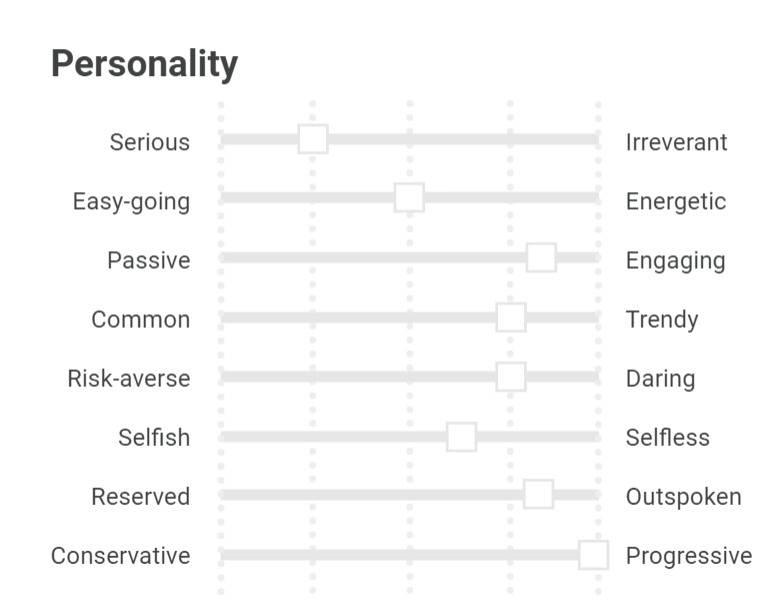 Personality
Serious Irreverant
Easy-going Energetic
Passive Engaging
Common Trendy
Risk-averse Daring
Selfish Selfless
Reserved Outspoken
Conservative Progressive